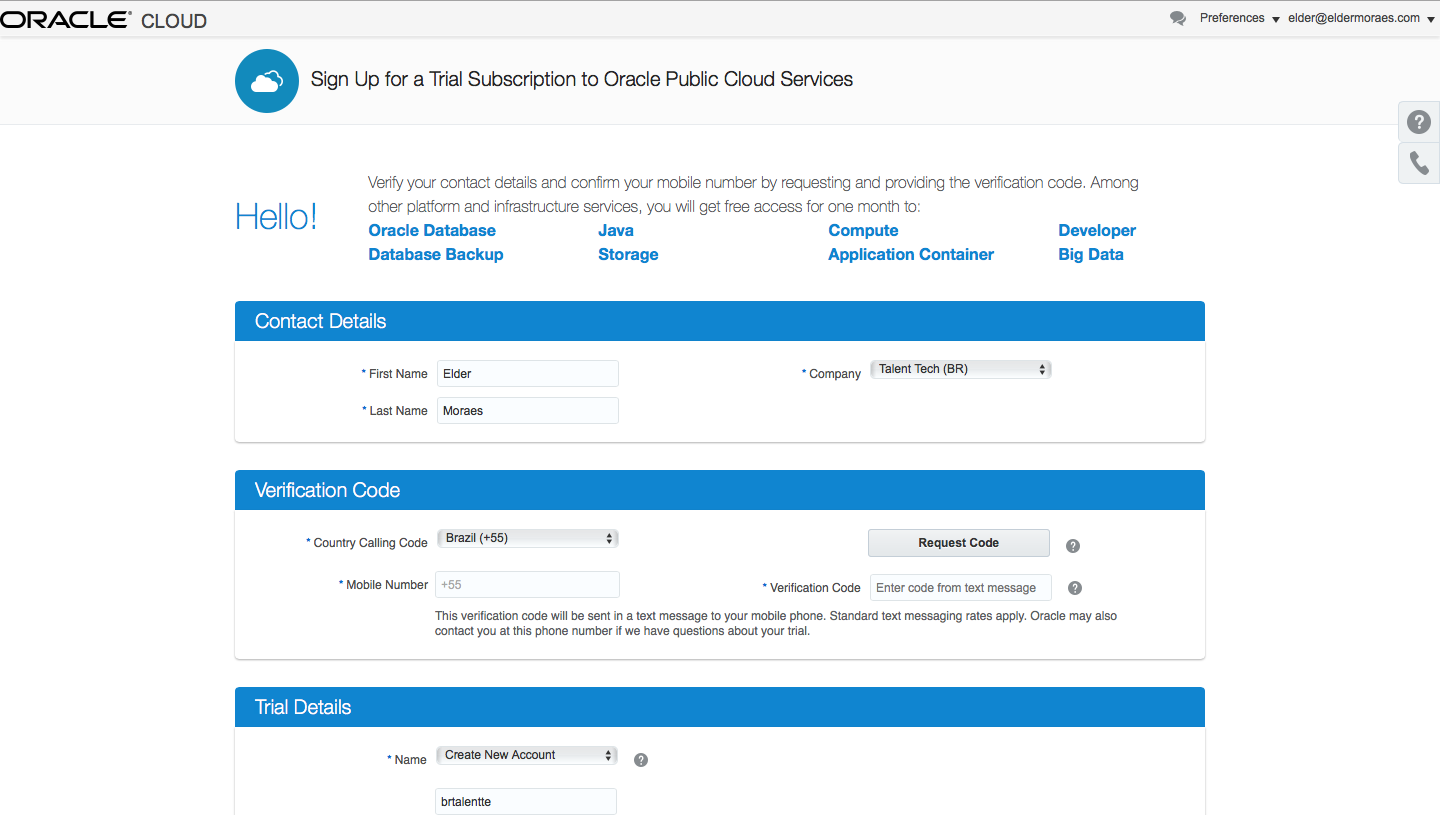 ORACLE® CLOUD
Preferences
elder@eldermoraes.com
Sign Up for a Trial Subscription to Oracle Public Cloud Services
?
Hello!
Verify your contact details and confirm your mobile number by requesting and providing the verification code. Among
other platform and infrastructure services, you will get free access for one month to:
Oracle Database Java Compute Developer
Database Backup Storage Application Container Big Data
Contact Details
* First Name Elder
* Company Talent Tech (BR)
* Last Name Moraes
Verification Code
* Country Calling Code Brazil (+55)
Request Code ?
* Mobile Number +55
* Verification Code Enter code from text message ?
This verification code will be sent in a text message to your mobile phone. Standard text messaging rates apply. Oracle may also
contact you at this phone number if we have questions about your trial.
Trial Details
* Name Create New Account ?
brtalentte